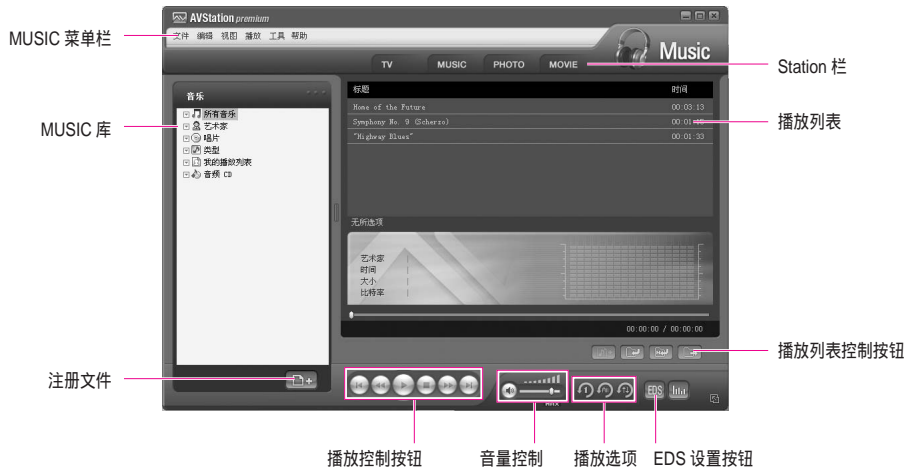 AVStation premium
文件 编辑 视图 播放 工具 帮助
MUSIC 菜单栏
Music
TV MUSIC PHOTO MOVIE
Station 栏
音乐
所有音乐
艺术家
唱片
类型
我的播放列表
音频 CD
MUSIC 库
标题 时间
Home of the Future 00:03:13
Symphony No. 9 (Scherzo) 00:01:
"Highway Blues" 00:01:33
播放列表
无所选项
艺术家
时间
大小
比特率
00:00:00 / 00:00:00
播放列表控制按钮
注册文件
EDS
播放控制按钮
音量控制
播放选项
EDS 设置按钮